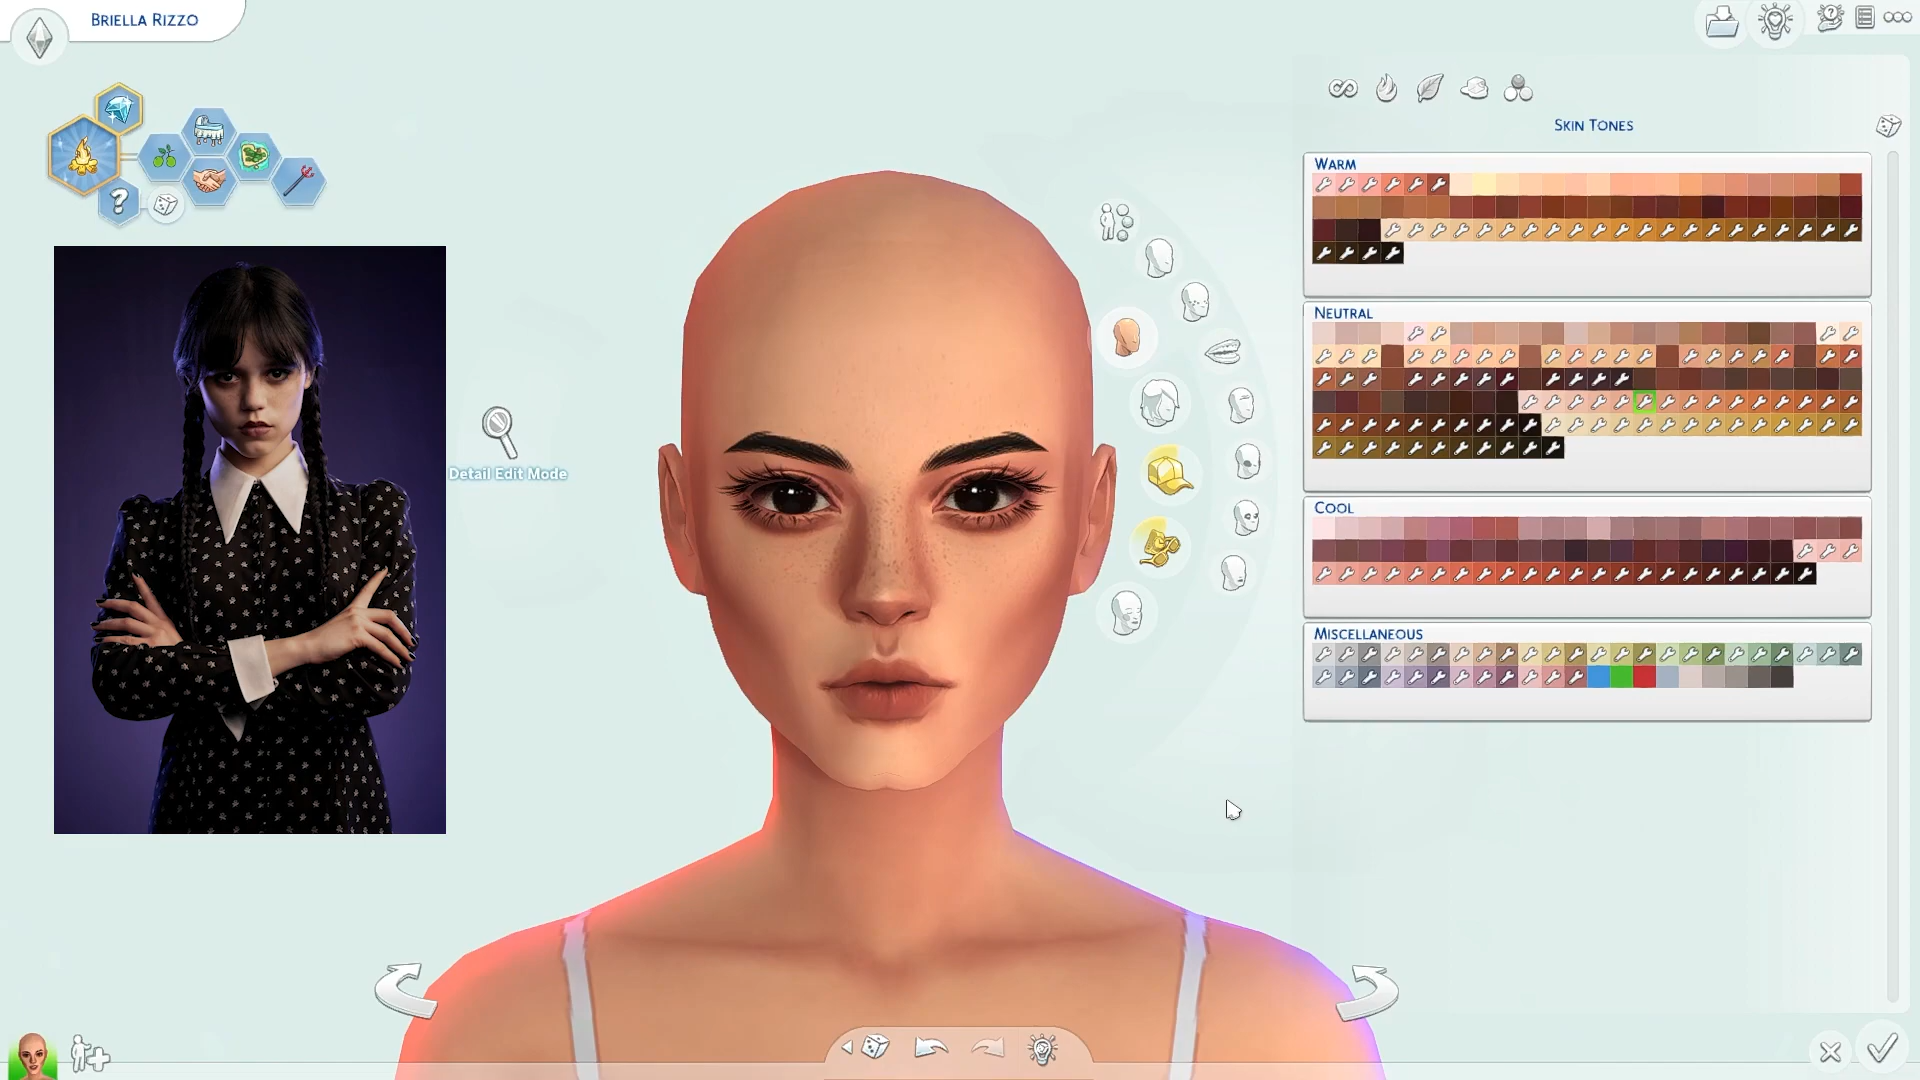 Briella Rizzo
Skin Tones
Warm
Neutral
Detail Edit Mode
Cool
Miscellaneous